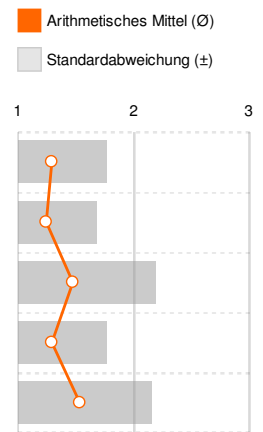 Arithmetisches Mittel (Ø)
Standardabweichung (±)
1 2 3